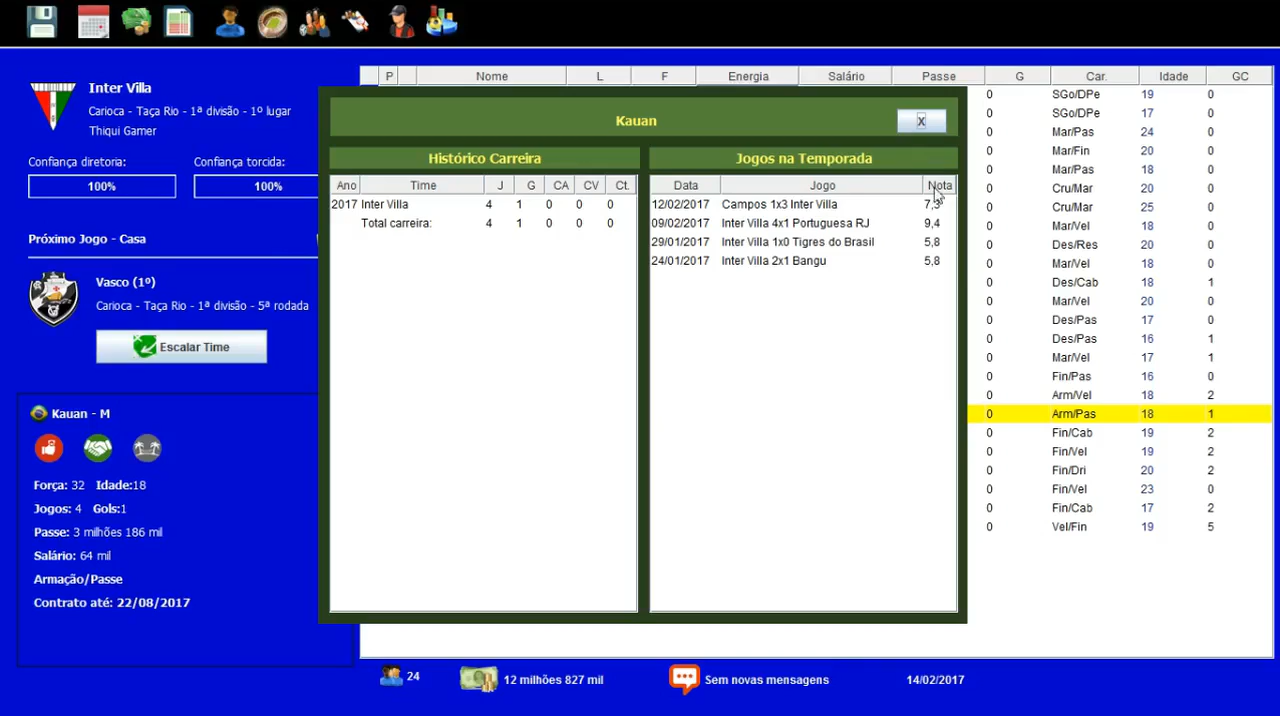 Inter Villa
Carioca - Taça Rio - 1ª divisão - 1º lugar
Thiqui Gamer
Confiança diretoria: Confiança torcida:
100% 100%
Próximo Jogo - Casa
Vasco (1º)
Carioca - Taça Rio - 1ª divisão - 5ª rodada
Escalar Time
Kauan - M
Força: 32 Idade:18
Jogos: 4 Gols:1
Passe: 3 milhões 186 mil
Salário: 64 mil
Armação/Passe
Contrato até: 22/08/2017
P Nome L F Energia Salário Passe G Car. Idade GC
Kauan X
Histórico Carreira
Ano Time J G CA CV Ct.
2017 Inter Villa 4 1 0 0 0
Total carreira: 4 1 0 0 0
Jogos na Temporada
Data Jogo Nota
12/02/2017 Campos 1x3 Inter Villa
09/02/2017 Inter Villa 4x1 Portuguesa RJ 9,4
29/01/2017 Inter Villa 1x0 Tigres do Brasil 5,8
24/01/2017 Inter Villa 2x1 Bangu 5,8
0 SGo/DPe 19 0
0 SGo/DPe 17 0
0 Mar/Pas 24 0
0 Mar/Fin 20 0
0 Mar/Pas 18 0
0 Cru/Mar 20 0
0 Cru/Mar 25 0
0 Mar/Vel 18 0
0 Des/Res 20 0
0 Mar/Vel 18 0
0 Des/Cab 18 1
0 Mar/Vel 20 0
0 Des/Pas 17 0
0 Des/Pas 16 1
0 Mar/Vel 17 1
0 Fin/Pas 16 0
0 Arm/Vel 18 2
0 Arm/Pas 18 1
0 Fin/Cab 19 2
0 Fin/Vel 19 2
0 Fin/Dri 20 2
0 Fin/Vel 23 0
0 Fin/Cab 17 2
0 Vel/Fin 19 5
24 12 milhões 827 mil Sem novas mensagens 14/02/2017